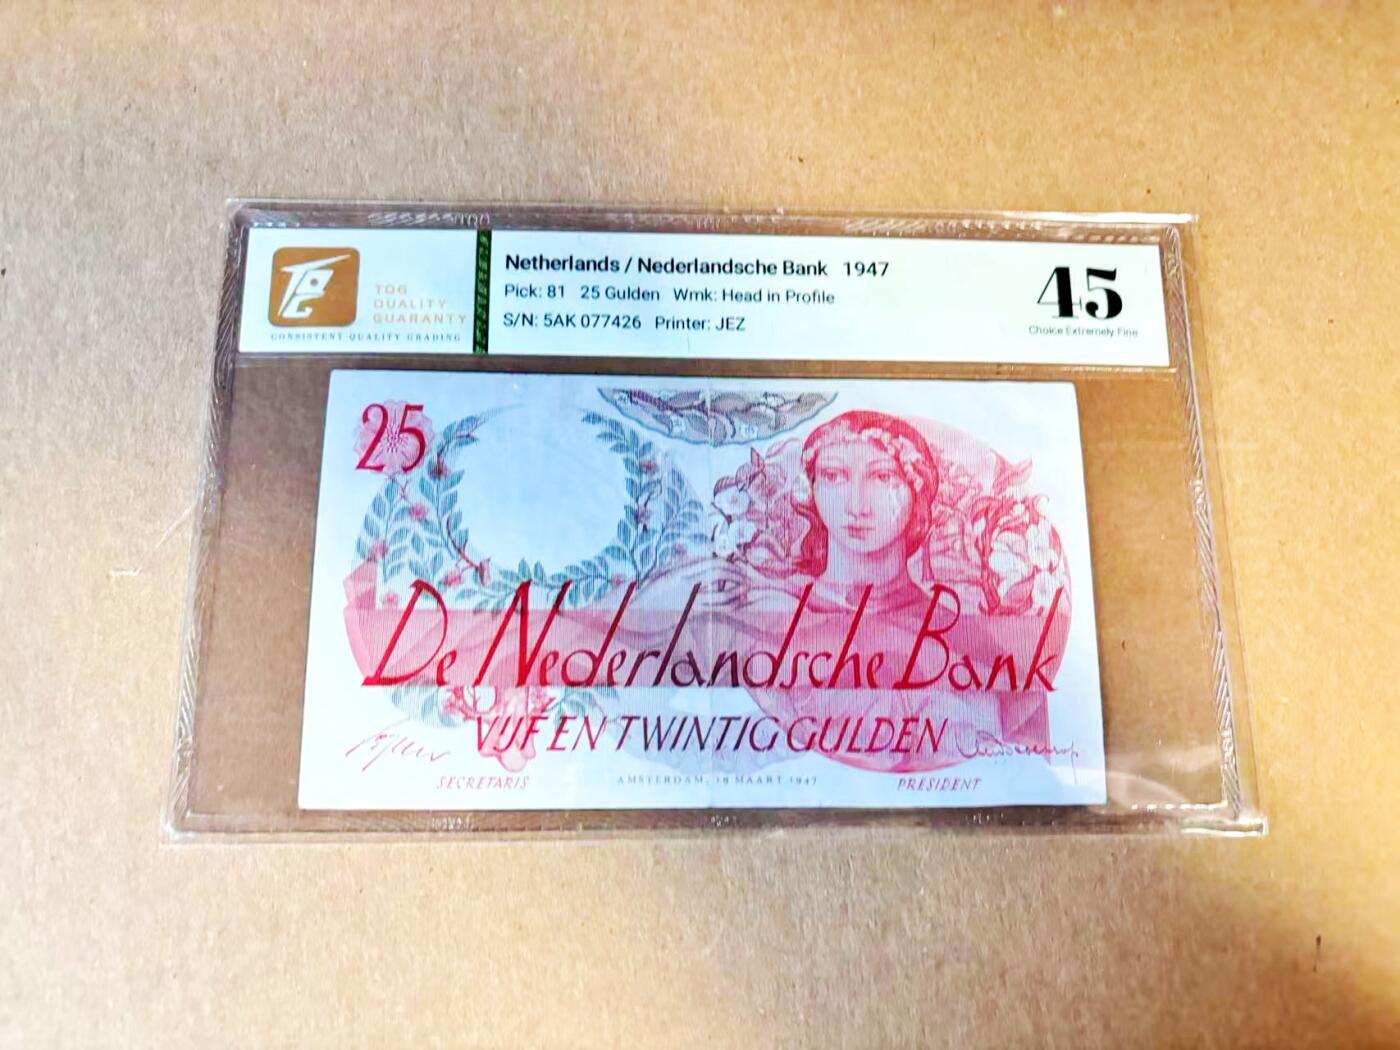 TQG
QUALITY
GUARANTY
CONSISTENT QUALITY GRADING
Netherlands / Nederlandsche Bank 1947
Pick: 81 25 Gulden Wmk: Head in Profile
S/N: 5AK 077426 Printer: JEZ
45
Choice Extremely Fine
25
De Nederlandsche Bank
VIJF EN TWINTIG GULDEN
SECRETARIS
AMSTERDAM, 19 MAART 1947
PRESIDENT